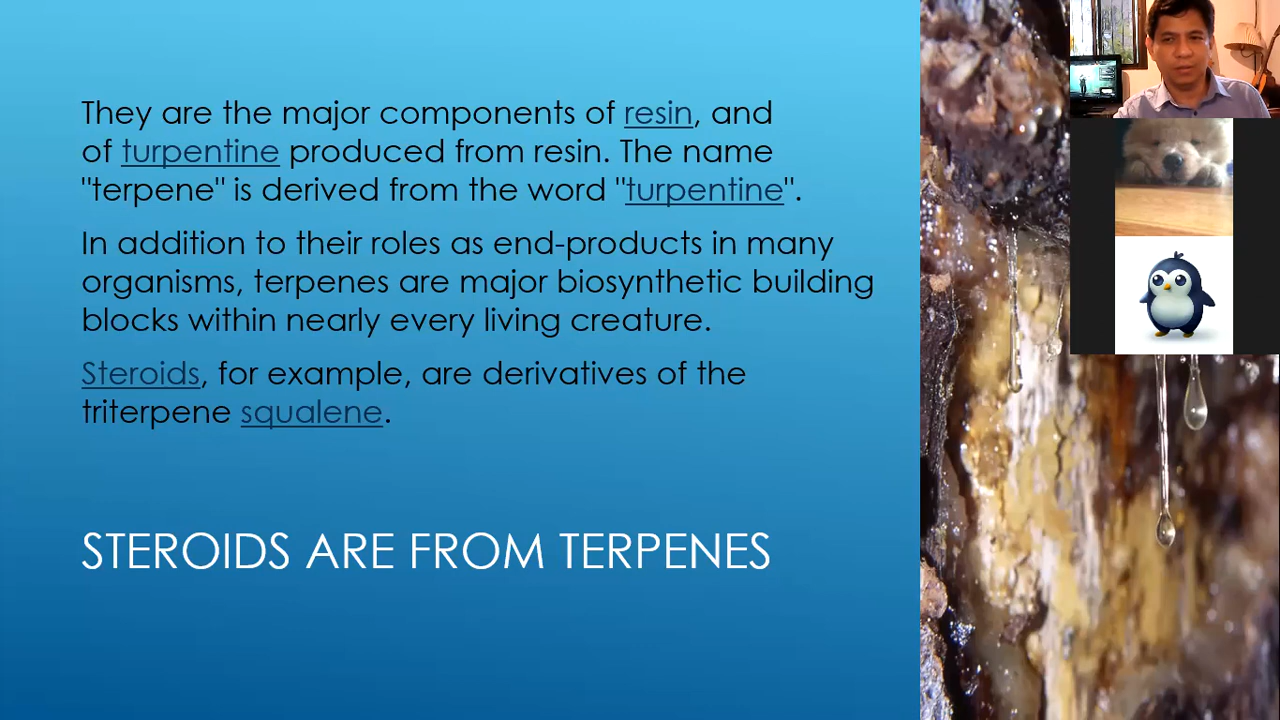 They are the major components of resin, and
of turpentine produced from resin. The name
"terpene" is derived from the word "turpentine".
In addition to their roles as end-products in many
organisms, terpenes are major biosynthetic building
blocks within nearly every living creature.
Steroids, for example, are derivatives of the
triterpene squalene.
STEROIDS ARE FROM TERPENES